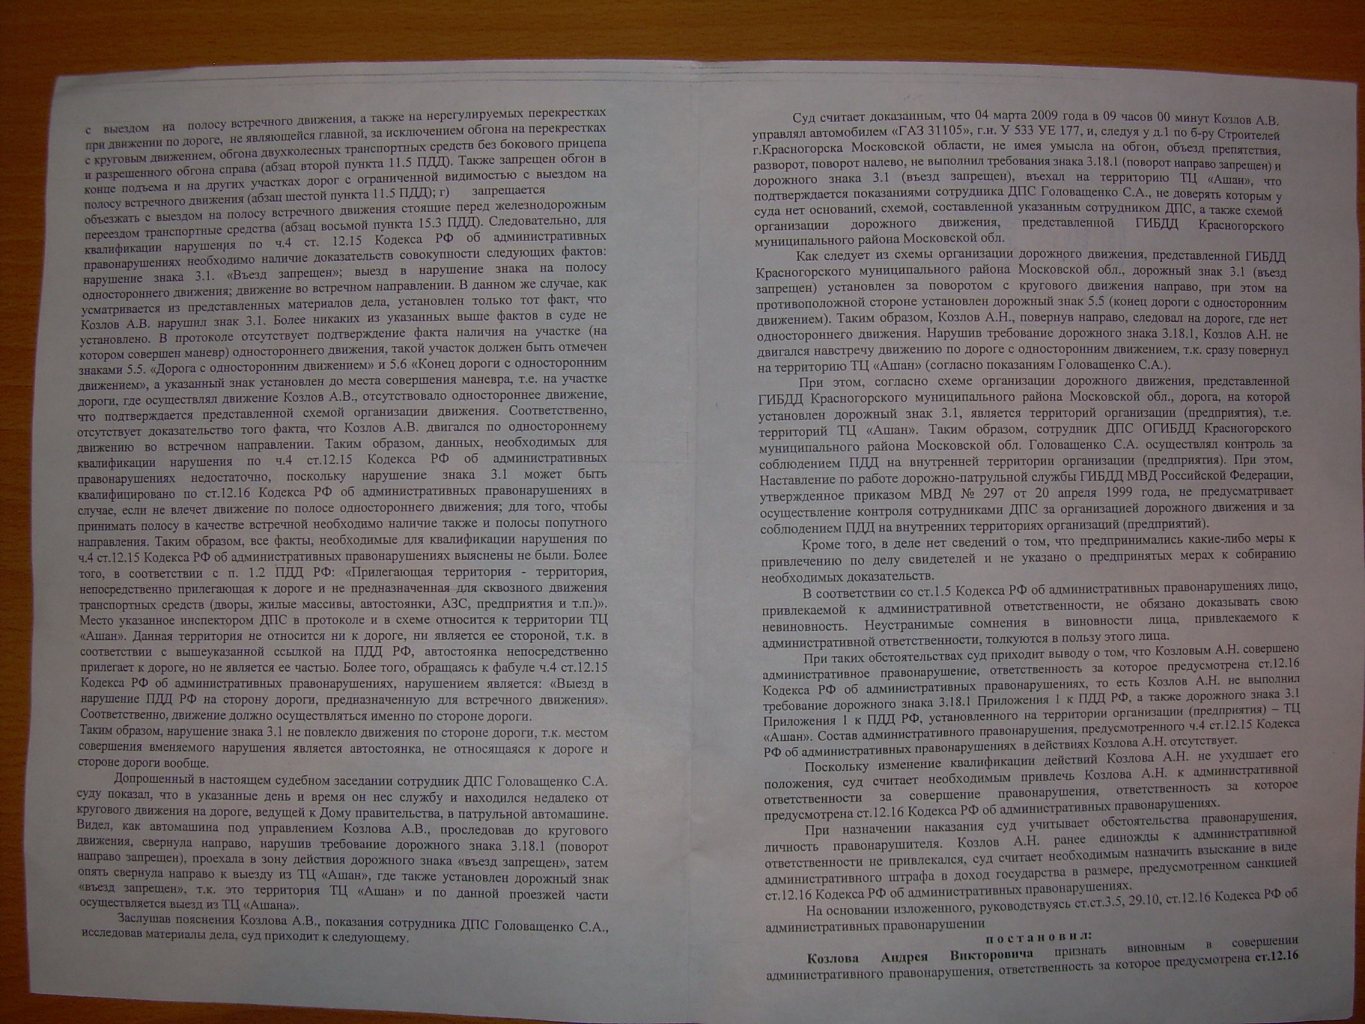 с выездом на полосу встречного движения, а также на нерегулируемых перекрестках
при движении по дороге, не являющейся главной, за исключением обгона на перекрестках
с круговым движением, обгона двухколесных транспортных средств без бокового прицепа
и разрешенного обгона справа (абзац второй пункта 11.5 ПДД). Также запрещен обгон в
конце подъема и на других участках дорог с ограниченной видимостью с выездом на
полосу встречного движения (абзац шестой пункта 11.5 ПДД); г) запрещается
объезжать с выездом на полосу встречного движения стоящие перед железнодорожным
переездом транспортные средства (абзац восьмой пункта 15.3 ПДД). Следовательно, для
квалификации нарушения по ч.4 ст. 12.15 Кодекса РФ об административных
правонарушениях необходимо наличие доказательств совокупности следующих фактов:
нарушение знака 3.1. «Въезд запрещен»; выезд в нарушение знака на полосу
одностороннего движения; движение во встречном направлении. В данном же случае, как
усматривается из представленных материалов дела, установлен только тот факт, что
Козлов А.В. нарушил знак 3.1. Более никаких из указанных выше фактов в суде не
установлено. В протоколе отсутствует подтверждение факта наличия на участке (на
котором совершен маневр) одностороннего движения, такой участок должен быть отмечен
знаками 5.5. «Дорога с односторонним движением» и 5.6 «Конец дороги с односторонним
движением», а указанный знак установлен до места совершения маневра, т.е. на участке
дороги, где осуществлял движение Козлов А.В., отсутствовало одностороннее движение,
что подтверждается представленной схемой организации движения. Соответственно,
отсутствует доказательство того факта, что Козлов А.В. двигался по одностороннему
движению во встречном направлении. Таким образом, данных, необходимых для
квалификации нарушения по ч.4 ст.12.15 Кодекса РФ об административных
правонарушениях недостаточно, поскольку нарушение знака 3.1 может быть
квалифицировано по ст.12.16 Кодекса РФ об административных правонарушениях в
случае, если не влечет движение по полосе одностороннего движения; для того, чтобы
принимать полосу в качестве встречной необходимо наличие также и полосы попутного
направления. Таким образом, все факты, необходимые для квалификации нарушения по
ч.4 ст.12.15 Кодекса РФ об административных правонарушениях выяснены не были. Более
того, в соответствии с п. 1.2 ПДД РФ: «Прилегающая территория - территория,
непосредственно прилегающая к дороге и не предназначенная для сквозного движения
транспортных средств (дворы, жилые массивы, автостоянки, АЗС, предприятия и т.п.)».
Место указанное инспектором ДПС в протоколе и в схеме относится к территории ТЦ
«Ашан». Данная территория не относится ни к дороге, ни является ее стороной, т.к. в
соответствии с вышеуказанной ссылкой на ПДД РФ, автостоянка непосредственно
прилегает к дороге, но не является ее частью. Более того, обращаясь к фабуле ч.4 ст.12.15
Кодекса РФ об административных правонарушениях, нарушением является: «Выезд в
нарушение ПДД РФ на сторону дороги, предназначенную для встречного движения».
Соответственно, движение должно осуществляться именно по стороне дороги.
Таким образом, нарушение знака 3.1 не повлекло движения по стороне дороги, т.к. местом
совершения вменяемого нарушения является автостоянка, не относящаяся к дороге и
стороне дороги вообще.
Допрошенный в настоящем судебном заседании сотрудник ДПС Головащенко С.А.
суду показал, что в указанные день и время он нес службу и находился недалеко от
кругового движения на дороге, ведущей к Дому правительства, в патрульной автомашине.
Видел, как автомашина под управлением Козлова А.В., проследовав до кругового
движения, свернула направо, нарушив требование дорожного знака 3.18.1 (поворот
направо запрещен), проехала в зону действия дорожного знака «въезд запрещен», затем
опять свернула направо к выезду из ТЦ «Ашан», где также установлен дорожный знак
«въезд запрещен», т.к. это территория ТЦ «Ашан» и по данной проезжей части
осуществляется выезд из ТЦ «Ашана».
Заслушав пояснения Козлова А.В., показания сотрудника ДПС Головащенко С.А.,
исследовав материалы дела, суд приходит к следующему.
Суд считает доказанным, что 04 марта 2009 года в 09 часов 00 минут Козлов А.В.
управлял автомобилем «ГАЗ 31105», г.н. У 533 УЕ 177, и, следуя у д.1 по б-ру Строителей
г.Красногорска Московской области, не имея умысла на обгон, объезд препятствия,
разворот, поворот налево, не выполнил требования знака 3.18.1 (поворот направо запрещен) и
дорожного знака 3.1 (въезд запрещен), въехал на территорию ТЦ «Ашан», что
подтверждается показаниями сотрудника ДПС Головащенко С.А., не доверять которым у
суда нет оснований, схемой, составленной указанным сотрудником ДПС, а также схемой
организации дорожного движения, представленной ГИБДД Красногорского
муниципального района Московской обл.
Как следует из схемы организации дорожного движения, представленной ГИБДД
Красногорского муниципального района Московской обл., дорожный знак 3.1 (въезд
запрещен) установлен за поворотом с кругового движения направо, при этом на
противоположной стороне установлен дорожный знак 5.5 (конец дороги с односторонним
движением). Таким образом, Козлов А.Н., повернув направо, следовал на дороге, где нет
одностороннего движения. Нарушив требование дорожного знака 3.18.1, Козлов А.Н. не
двигался навстречу движению по дороге с односторонним движением, т.к. сразу повернул
на территорию ТЦ «Ашан» (согласно показаниям Головащенко С.А.).
При этом, согласно схеме организации дорожного движения, представленной
ГИБДД Красногорского муниципального района Московской обл., дорога, на которой
установлен дорожный знак 3.1, является территорий организации (предприятия), т.е.
территорий ТЦ «Ашан». Таким образом, сотрудник ДПС ОГИБДД Красногорского
муниципального района Московской обл. Головащенко С.А. осуществлял контроль за
соблюдением ПДД на внутренней территории организации (предприятия). При этом,
Наставление по работе дорожно-патрульной службы ГИБДД МВД Российской Федерации,
утвержденное приказом МВД № 297 от 20 апреля 1999 года, не предусматривает
осуществление контроля сотрудниками ДПС за организацией дорожного движения и за
соблюдением ПДД на внутренних территориях организаций (предприятий).
Кроме того, в деле нет сведений о том, что предпринимались какие-либо меры к
привлечению по делу свидетелей и не указано о предпринятых мерах к собиранию
необходимых доказательств.
В соответствии со ст.1.5 Кодекса РФ об административных правонарушениях лицо,
привлекаемой к административной ответственности, не обязано доказывать свою
невиновность. Неустранимые сомнения в виновности лица, привлекаемого к
административной ответственности, толкуются в пользу этого лица.
При таких обстоятельствах суд приходит выводу о том, что Козловым А.Н. совершено
административное правонарушение, ответственность за которое предусмотрена ст.12.16
Кодекса РФ об административных правонарушениях, то есть Козлов А.Н. не выполнил
требование дорожного знака 3.18.1 Приложения 1 к ПДД РФ, а также дорожного знака 3.1
Приложения 1 к ПДД РФ, установленного на территории организации (предприятия) – ТЦ
«Ашан». Состав административного правонарушения, предусмотренного ч.4 ст.12.15 Кодекса
РФ об административных правонарушениях в действиях Козлова А.Н. отсутствует.
Поскольку изменение квалификации действий Козлова А.Н. не ухудшает его
положения, суд считает необходимым привлечь Козлова А.Н. к административной
ответственности за совершение правонарушения, ответственность за которое
предусмотрена ст.12.16 Кодекса РФ об административных правонарушениях.
При назначении наказания суд учитывает обстоятельства правонарушения,
личность правонарушителя. Козлов А.Н. ранее единожды к административной
ответственности не привлекался, суд считает необходимым назначить взыскание в виде
административного штрафа в доход государства в размере, предусмотренном санкцией
ст.12.16 Кодекса РФ об административных правонарушениях.
На основании изложенного, руководствуясь ст.ст.3.5, 29.10, ст.12.16 Кодекса РФ об
административных правонарушении
п о с т а н о в и л:
Козлова Андрея Викторовича признать виновным в совершении
административного правонарушения, ответственность за которое предусмотрена ст.12.16